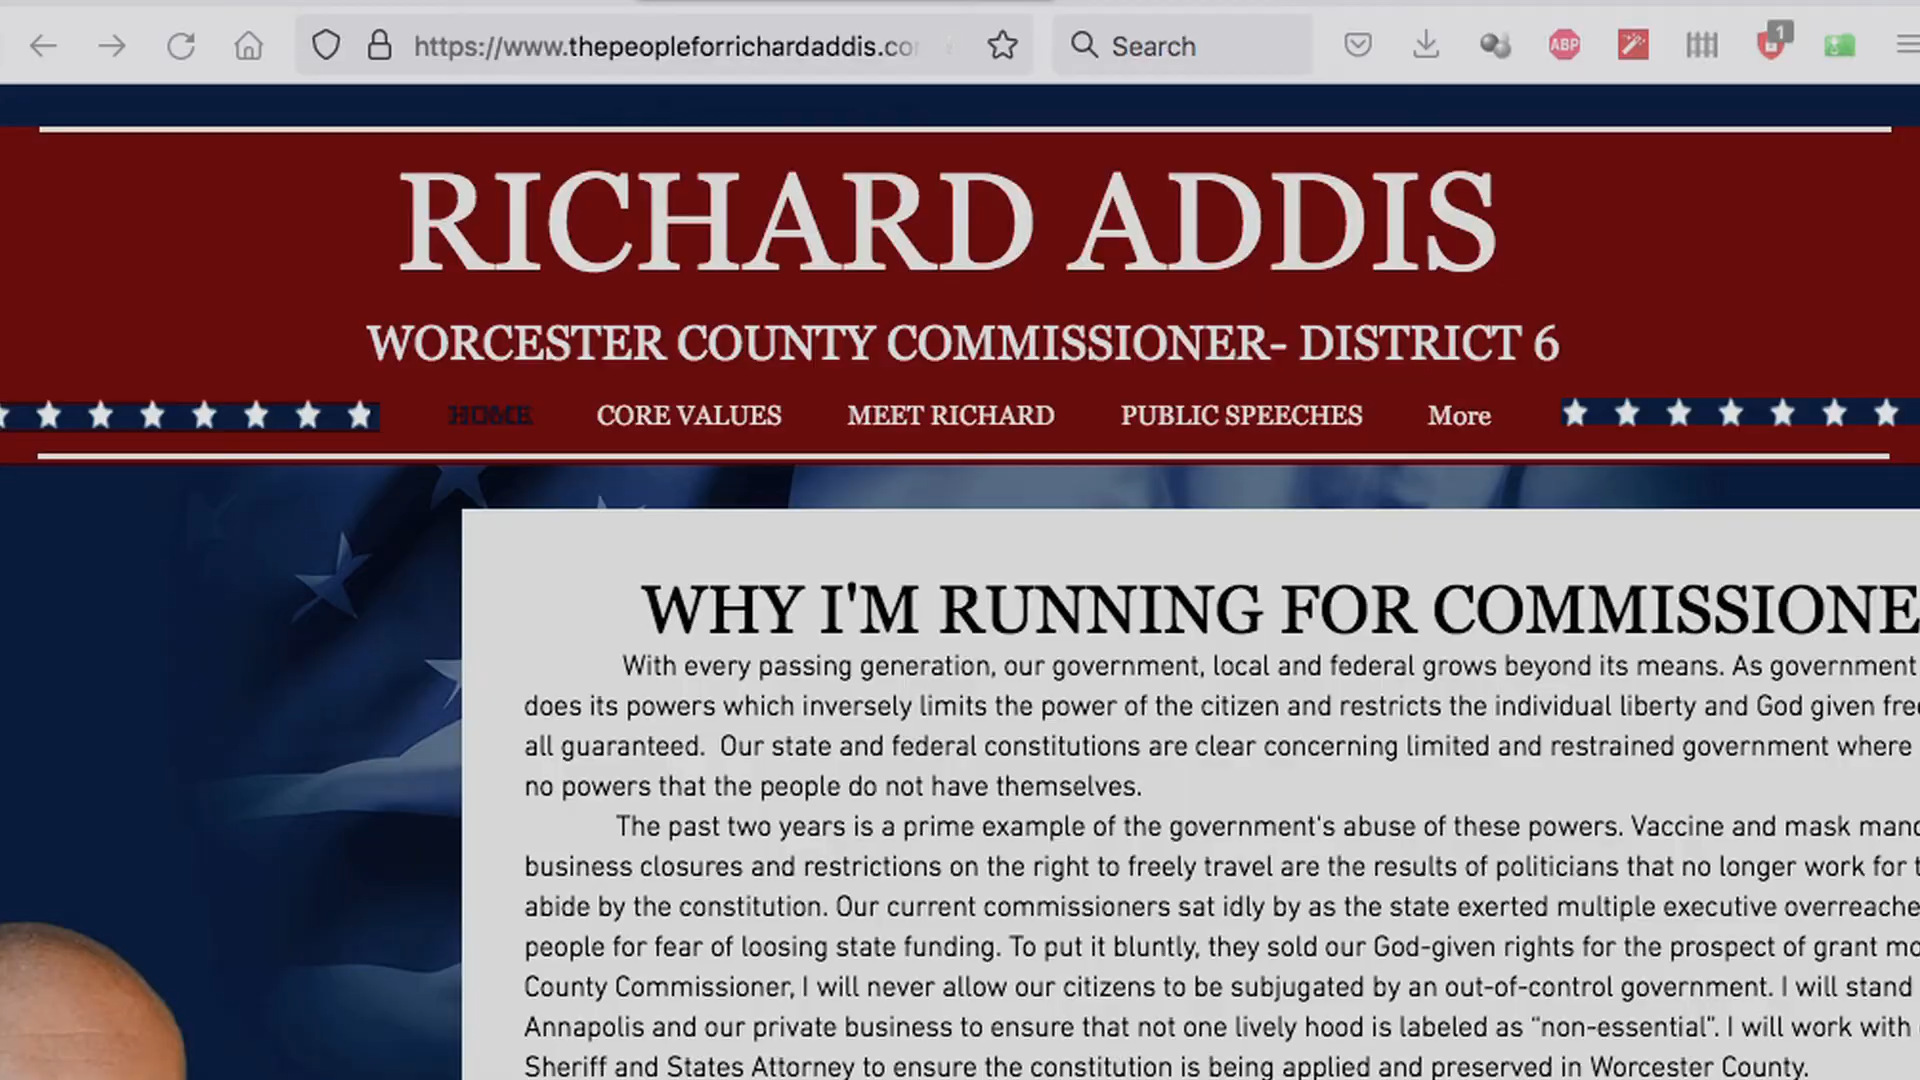 https://www.thepeopleforrichardaddis.co
Search
ABP
1
RICHARD ADDIS
WORCESTER COUNTY COMMISSIONER- DISTRICT 6
HOME CORE VALUES MEET RICHARD PUBLIC SPEECHES More
WHY I'M RUNNING FOR COMMISSIONE
With every passing generation, our government, local and federal grows beyond its means. As government
does its powers which inversely limits the power of the citizen and restricts the individual liberty and God given fre
all guaranteed. Our state and federal constitutions are clear concerning limited and restrained government where
no powers that the people do not have themselves.
The past two years is a prime example of the government's abuse of these powers. Vaccine and mask mand
business closures and restrictions on the right to freely travel are the results of politicians that no longer work for t
abide by the constitution. Our current commissioners sat idly by as the state exerted multiple executive overreache
people for fear of loosing state funding. To put it bluntly, they sold our God-given rights for the prospect of grant mo
County Commissioner, I will never allow our citizens to be subjugated by an out-of-control government. I will stand
Annapolis and our private business to ensure that not one lively hood is labeled as “non-essential”. I will work with
Sheriff and States Attorney to ensure the constitution is being applied and preserved in Worcester County.